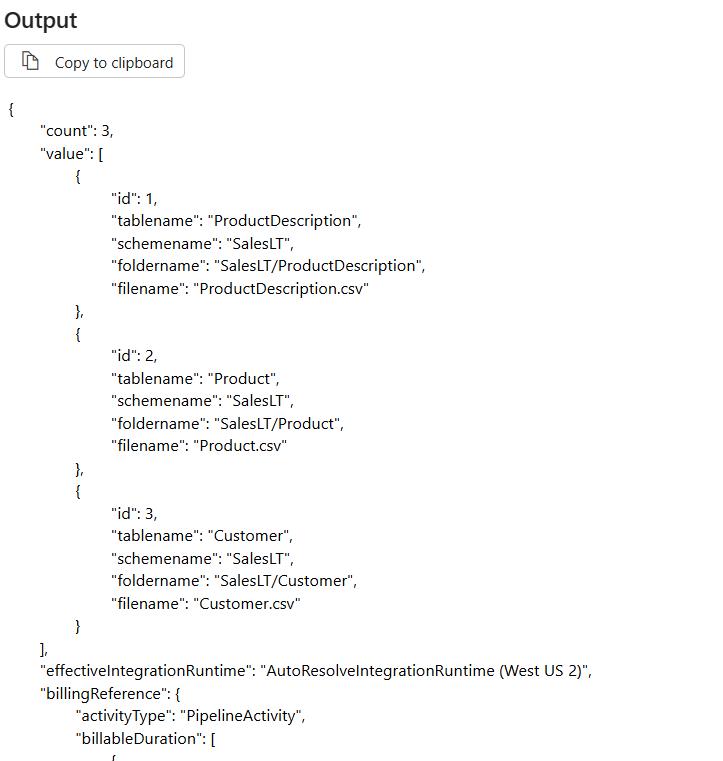 Output
Copy to clipboard
{
"count": 3,
"value": [
{
"id": 1,
"tablename": "ProductDescription",
"schemename": "SalesLT",
"foldername": "SalesLT/ProductDescription",
"filename": "ProductDescription.csv"
},
{
"id": 2,
"tablename": "Product",
"schemename": "SalesLT",
"foldername": "SalesLT/Product",
"filename": "Product.csv"
},
{
"id": 3,
"tablename": "Customer",
"schemename": "SalesLT",
"foldername": "SalesLT/Customer",
"filename": "Customer.csv"
}
],
"effectiveIntegrationRuntime": "AutoResolveIntegrationRuntime (West US 2)",
"billingReference": {
"activityType": "PipelineActivity",
"billableDuration": [
{